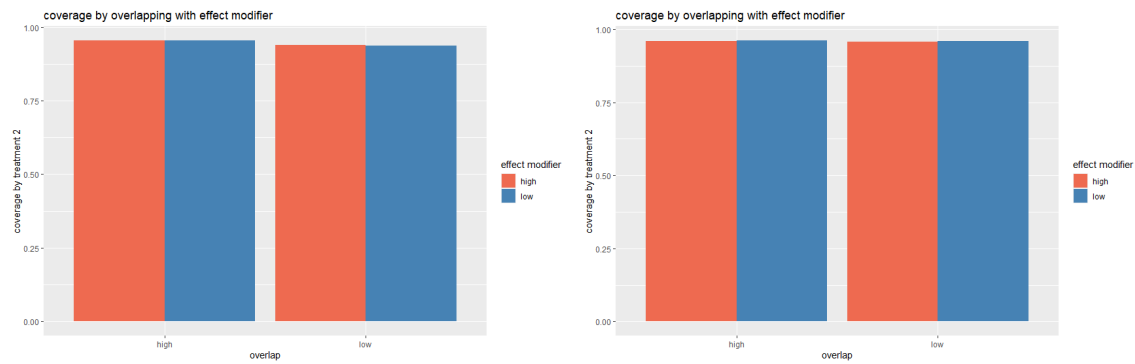 coverage by overlapping with effect modifier
1.00
0.75
0.50
0.25
0.00
coverage by treatment 2
high
low
overlap
effect modifier
high
low
coverage by overlapping with effect modifier
1.00
0.75
0.50
0.25
0.00
coverage by treatment 2
high
low
overlap
effect modifier
high
low